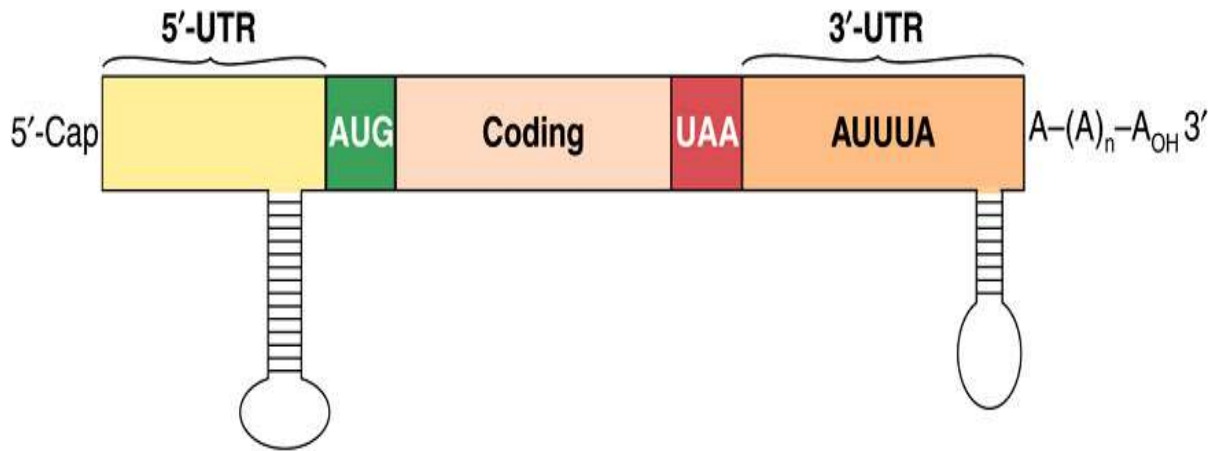 5′-UTR 3′-UTR
5′-Cap AUG Coding UAA AUUUA A–(A)n–AOH 3′